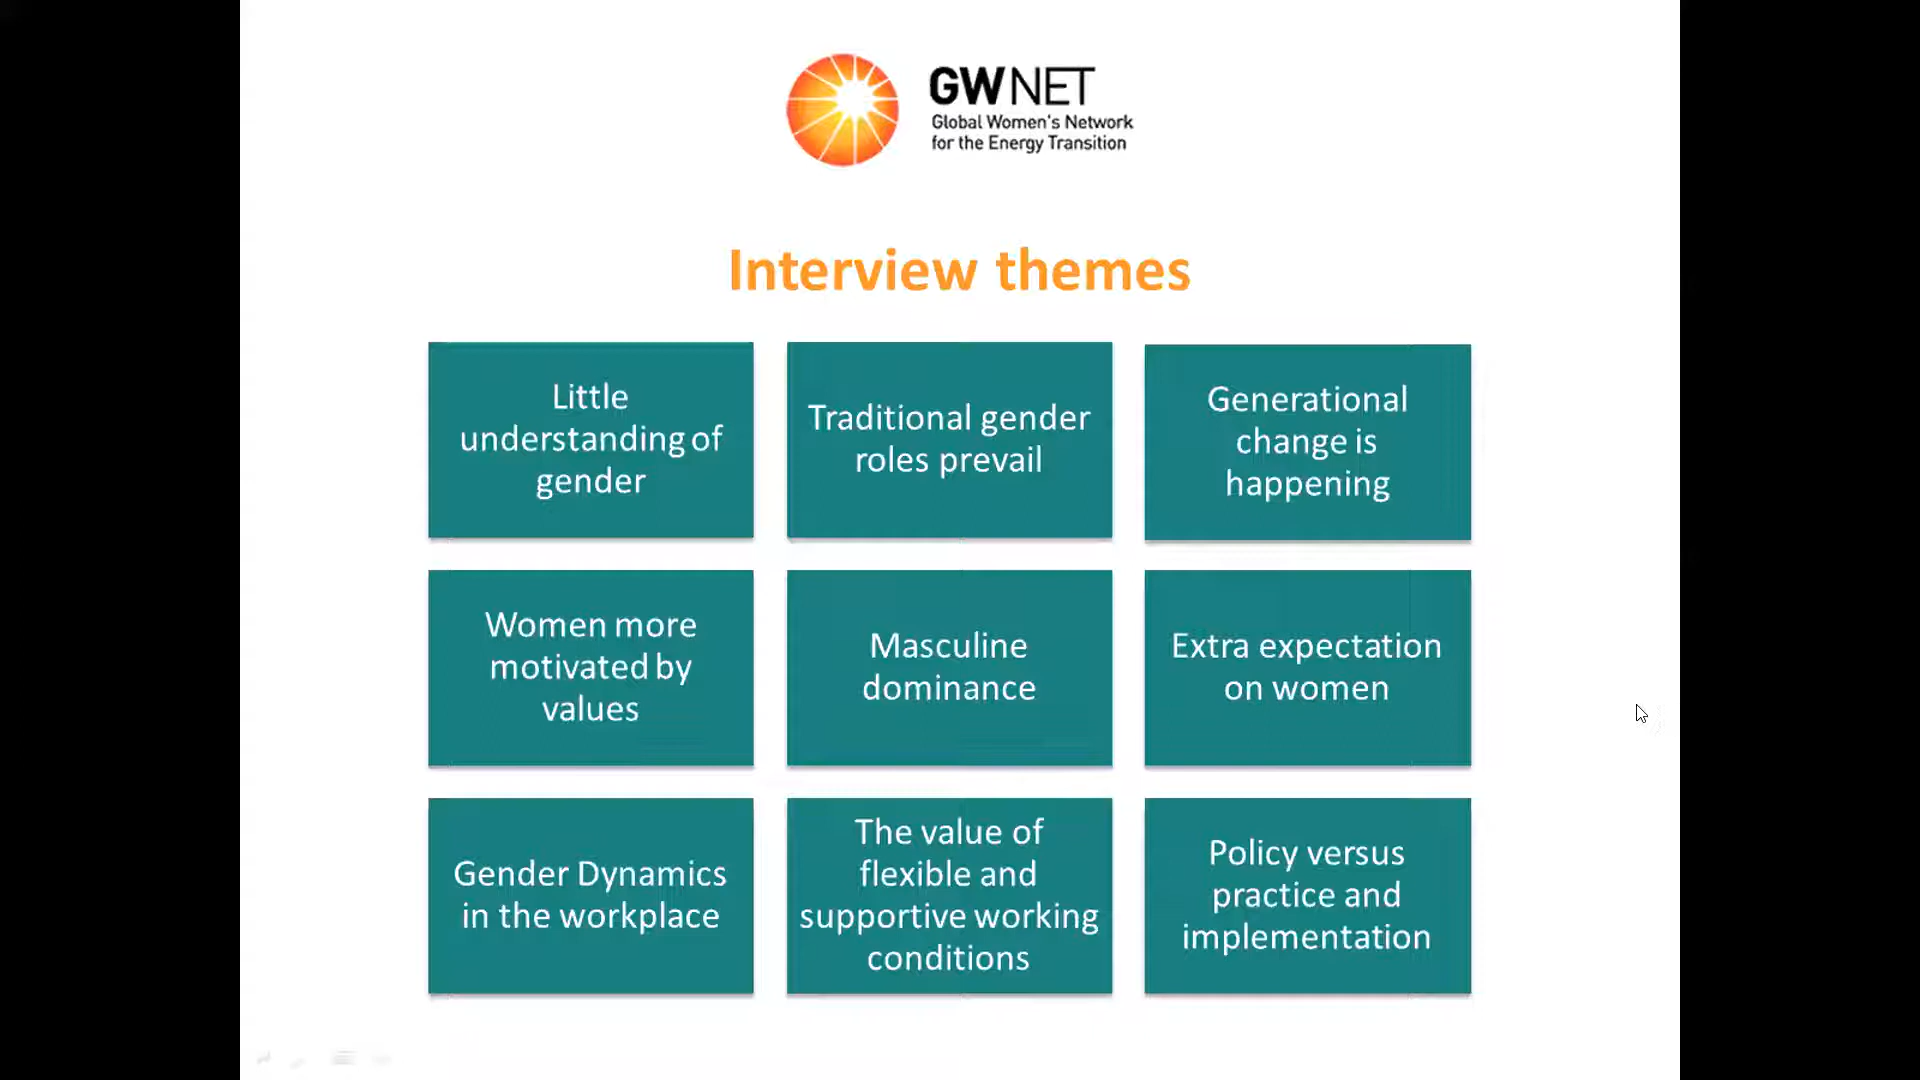 GWNET
Global Women's Network
for the Energy Transition
Interview themes
Little
understanding of
gender
Traditional gender
roles prevail
Generational
change is
happening
Women more
motivated by
values
Masculine
dominance
Extra expectation
on women
Gender Dynamics
in the workplace
The value of
flexible and
supportive working
conditions
Policy versus
practice and
implementation